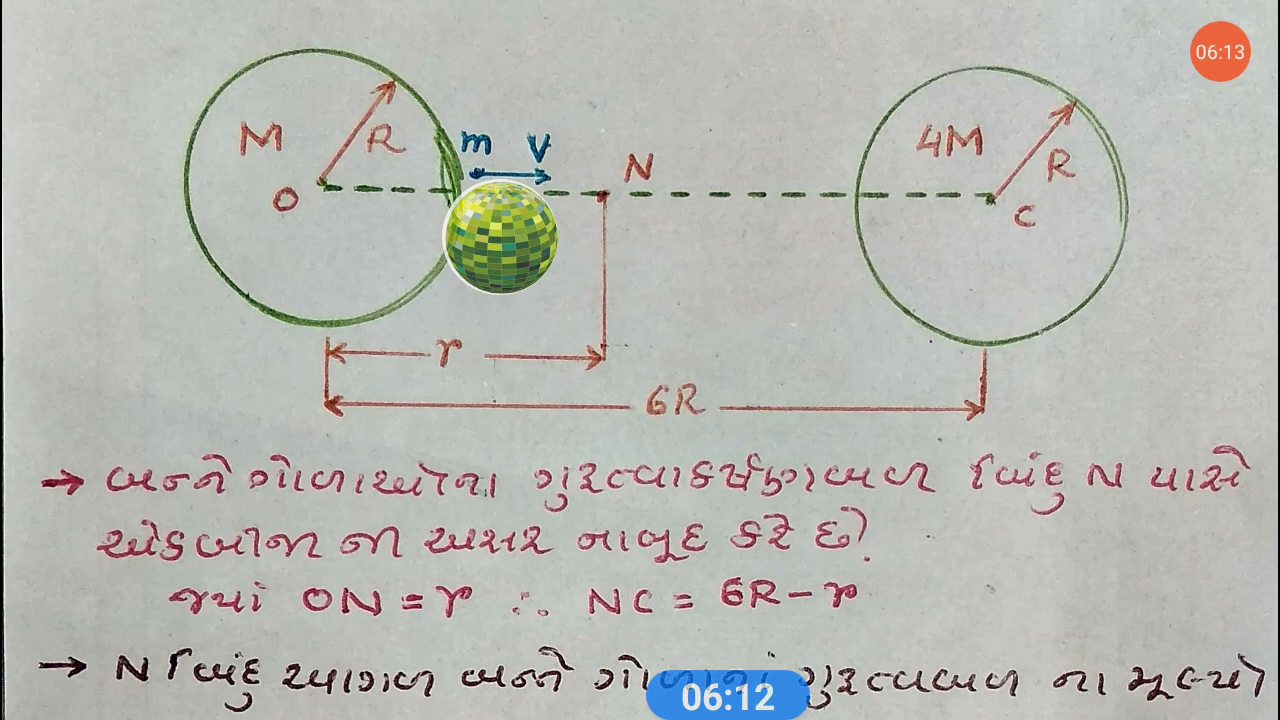 06:13
M R m V N 4M R
O C
r
6R
→ બન્ને ગોળાઓના ગુરુત્વાકર્ષણબળ બિંદુ N પાસે
એકબીજા ની અસર નાબૂદ કરે છે.
જ્યાં ON = r ∴ NC = 6R - r
→ N બિંદુ આગળ બન્ને ગુરુત્વબળ ના મૂલ્યો
06:12